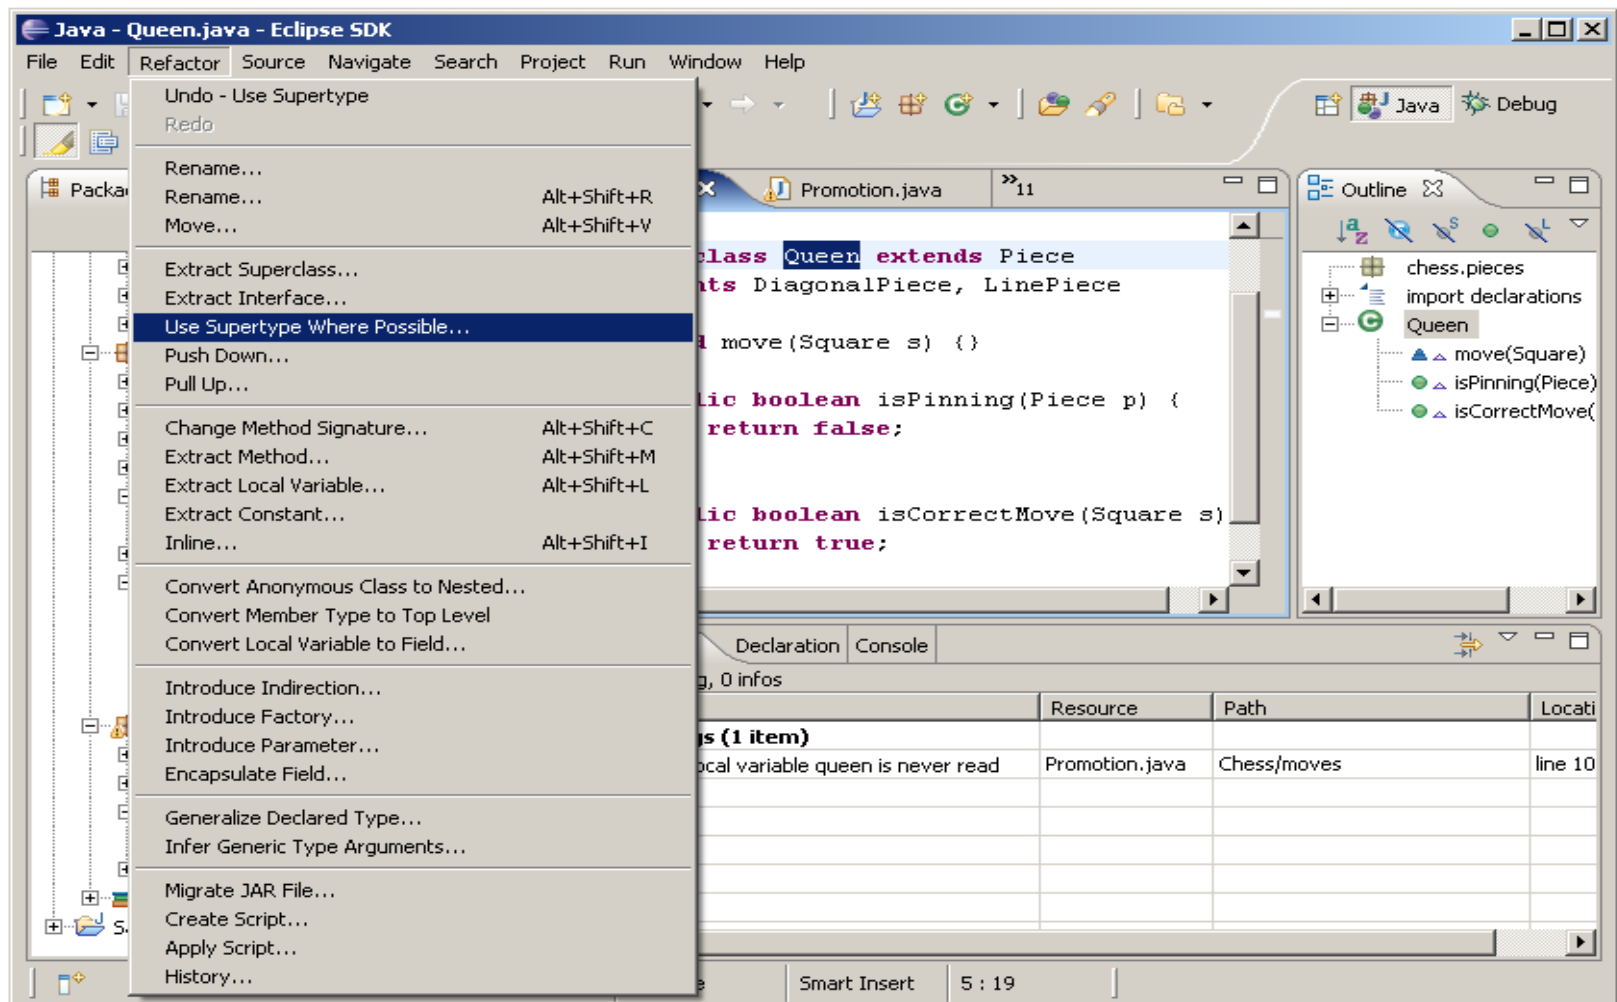 Java - Queen.java - Eclipse SDK
File Edit Refactor Source Navigate Search Project Run Window Help
Undo - Use Supertype
Redo
Java Debug
Rename...
Rename... Alt+Shift+R
Move... Alt+Shift+V
Extract Superclass...
Extract Interface...
Use Supertype Where Possible...
Push Down...
Pull Up...
Change Method Signature... Alt+Shift+C
Extract Method... Alt+Shift+M
Extract Local Variable... Alt+Shift+L
Extract Constant...
Inline... Alt+Shift+I
Convert Anonymous Class to Nested...
Convert Member Type to Top Level
Convert Local Variable to Field...
Introduce Indirection...
Introduce Factory...
Introduce Parameter...
Encapsulate Field...
Generalize Declared Type...
Infer Generic Type Arguments...
Migrate JAR File...
Create Script...
Apply Script...
History...
Promotion.java
11
class Queen extends Piece
DiagonalPiece, LinePiece
move(Square s) {}
boolean isPinning(Piece p) {
return false;
boolean isCorrectMove(Square s)
return true;
Outline
chess.pieces
import declarations
Queen
move(Square)
isPinning(Piece)
isCorrectMove(
Declaration Console
, 0 infos
Resource Path Locati
(1 item)
variable queen is never read Promotion.java Chess/moves line 10
Smart Insert 5 : 19